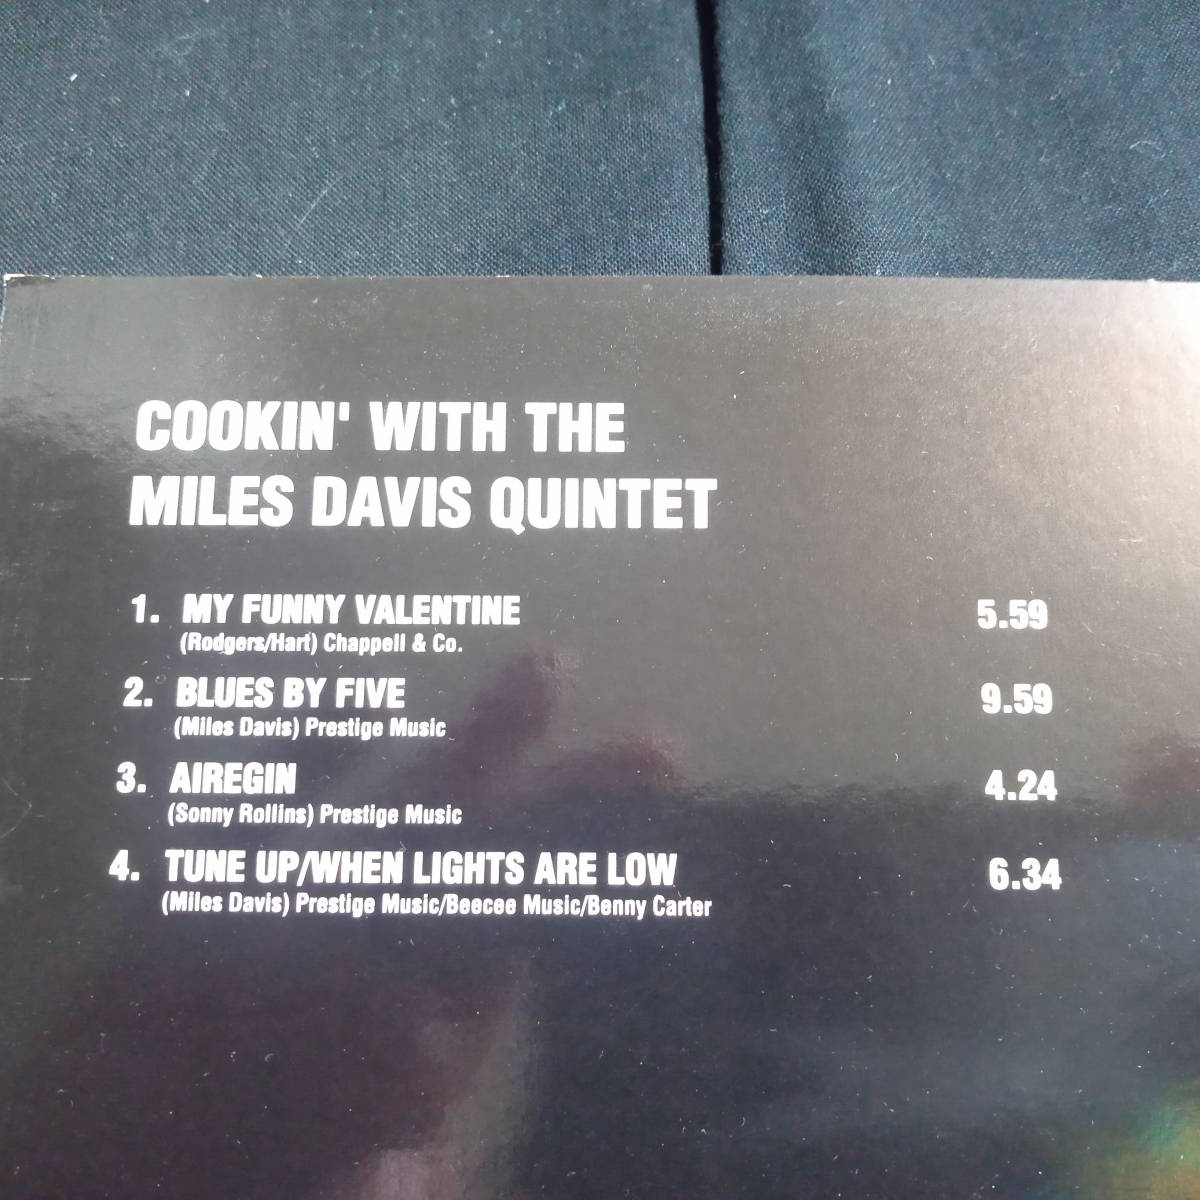 COOKIN' WITH THE
MILES DAVIS QUINTET
1. MY FUNNY VALENTINE 5.59
(Rodgers/Hart) Chappell & Co.
2. BLUES BY FIVE 9.59
(Miles Davis) Prestige Music
3. AIREGIN 4.24
(Sonny Rollins) Prestige Music
4. TUNE UP/WHEN LIGHTS ARE LOW 6.34
(Miles Davis) Prestige Music/Beecee Music/Benny Carter